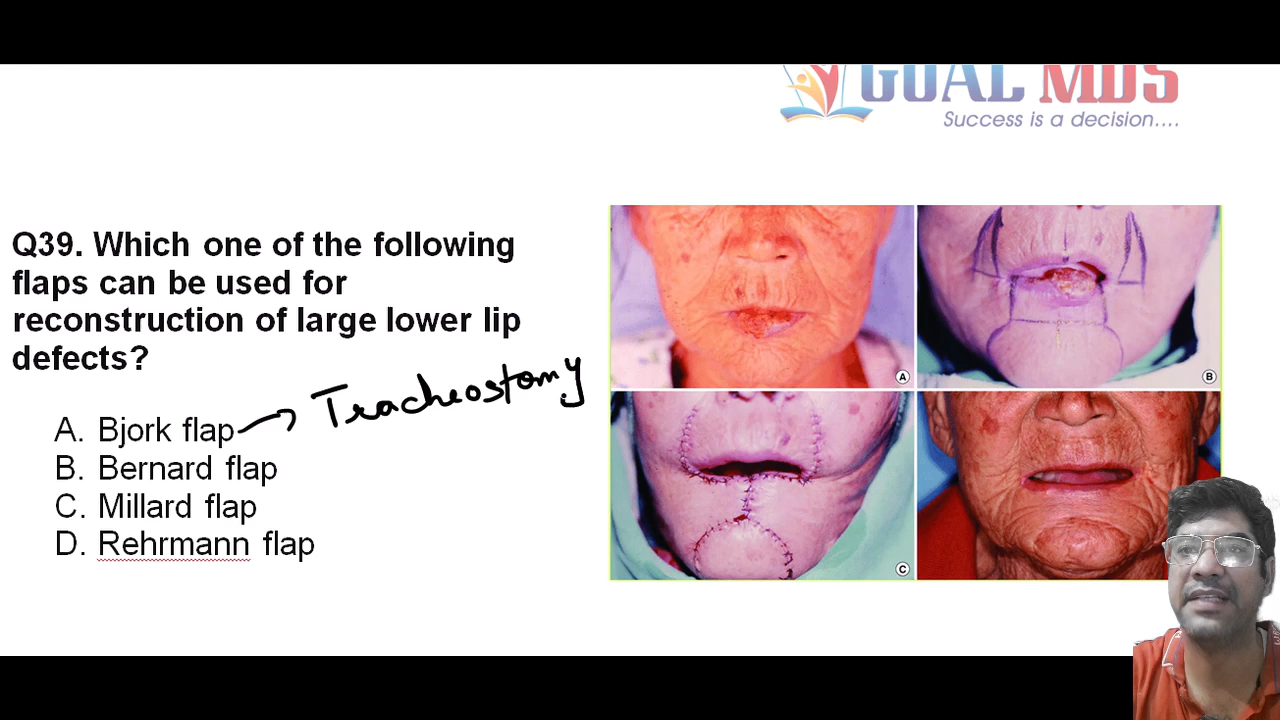 GOAL MDS
Success is a decision....
Q39. Which one of the following
flaps can be used for
reconstruction of large lower lip
defects?
A. Bjork flap
Tracheostomy
B. Bernard flap
C. Millard flap
D. Rehrmann flap
A
B
C